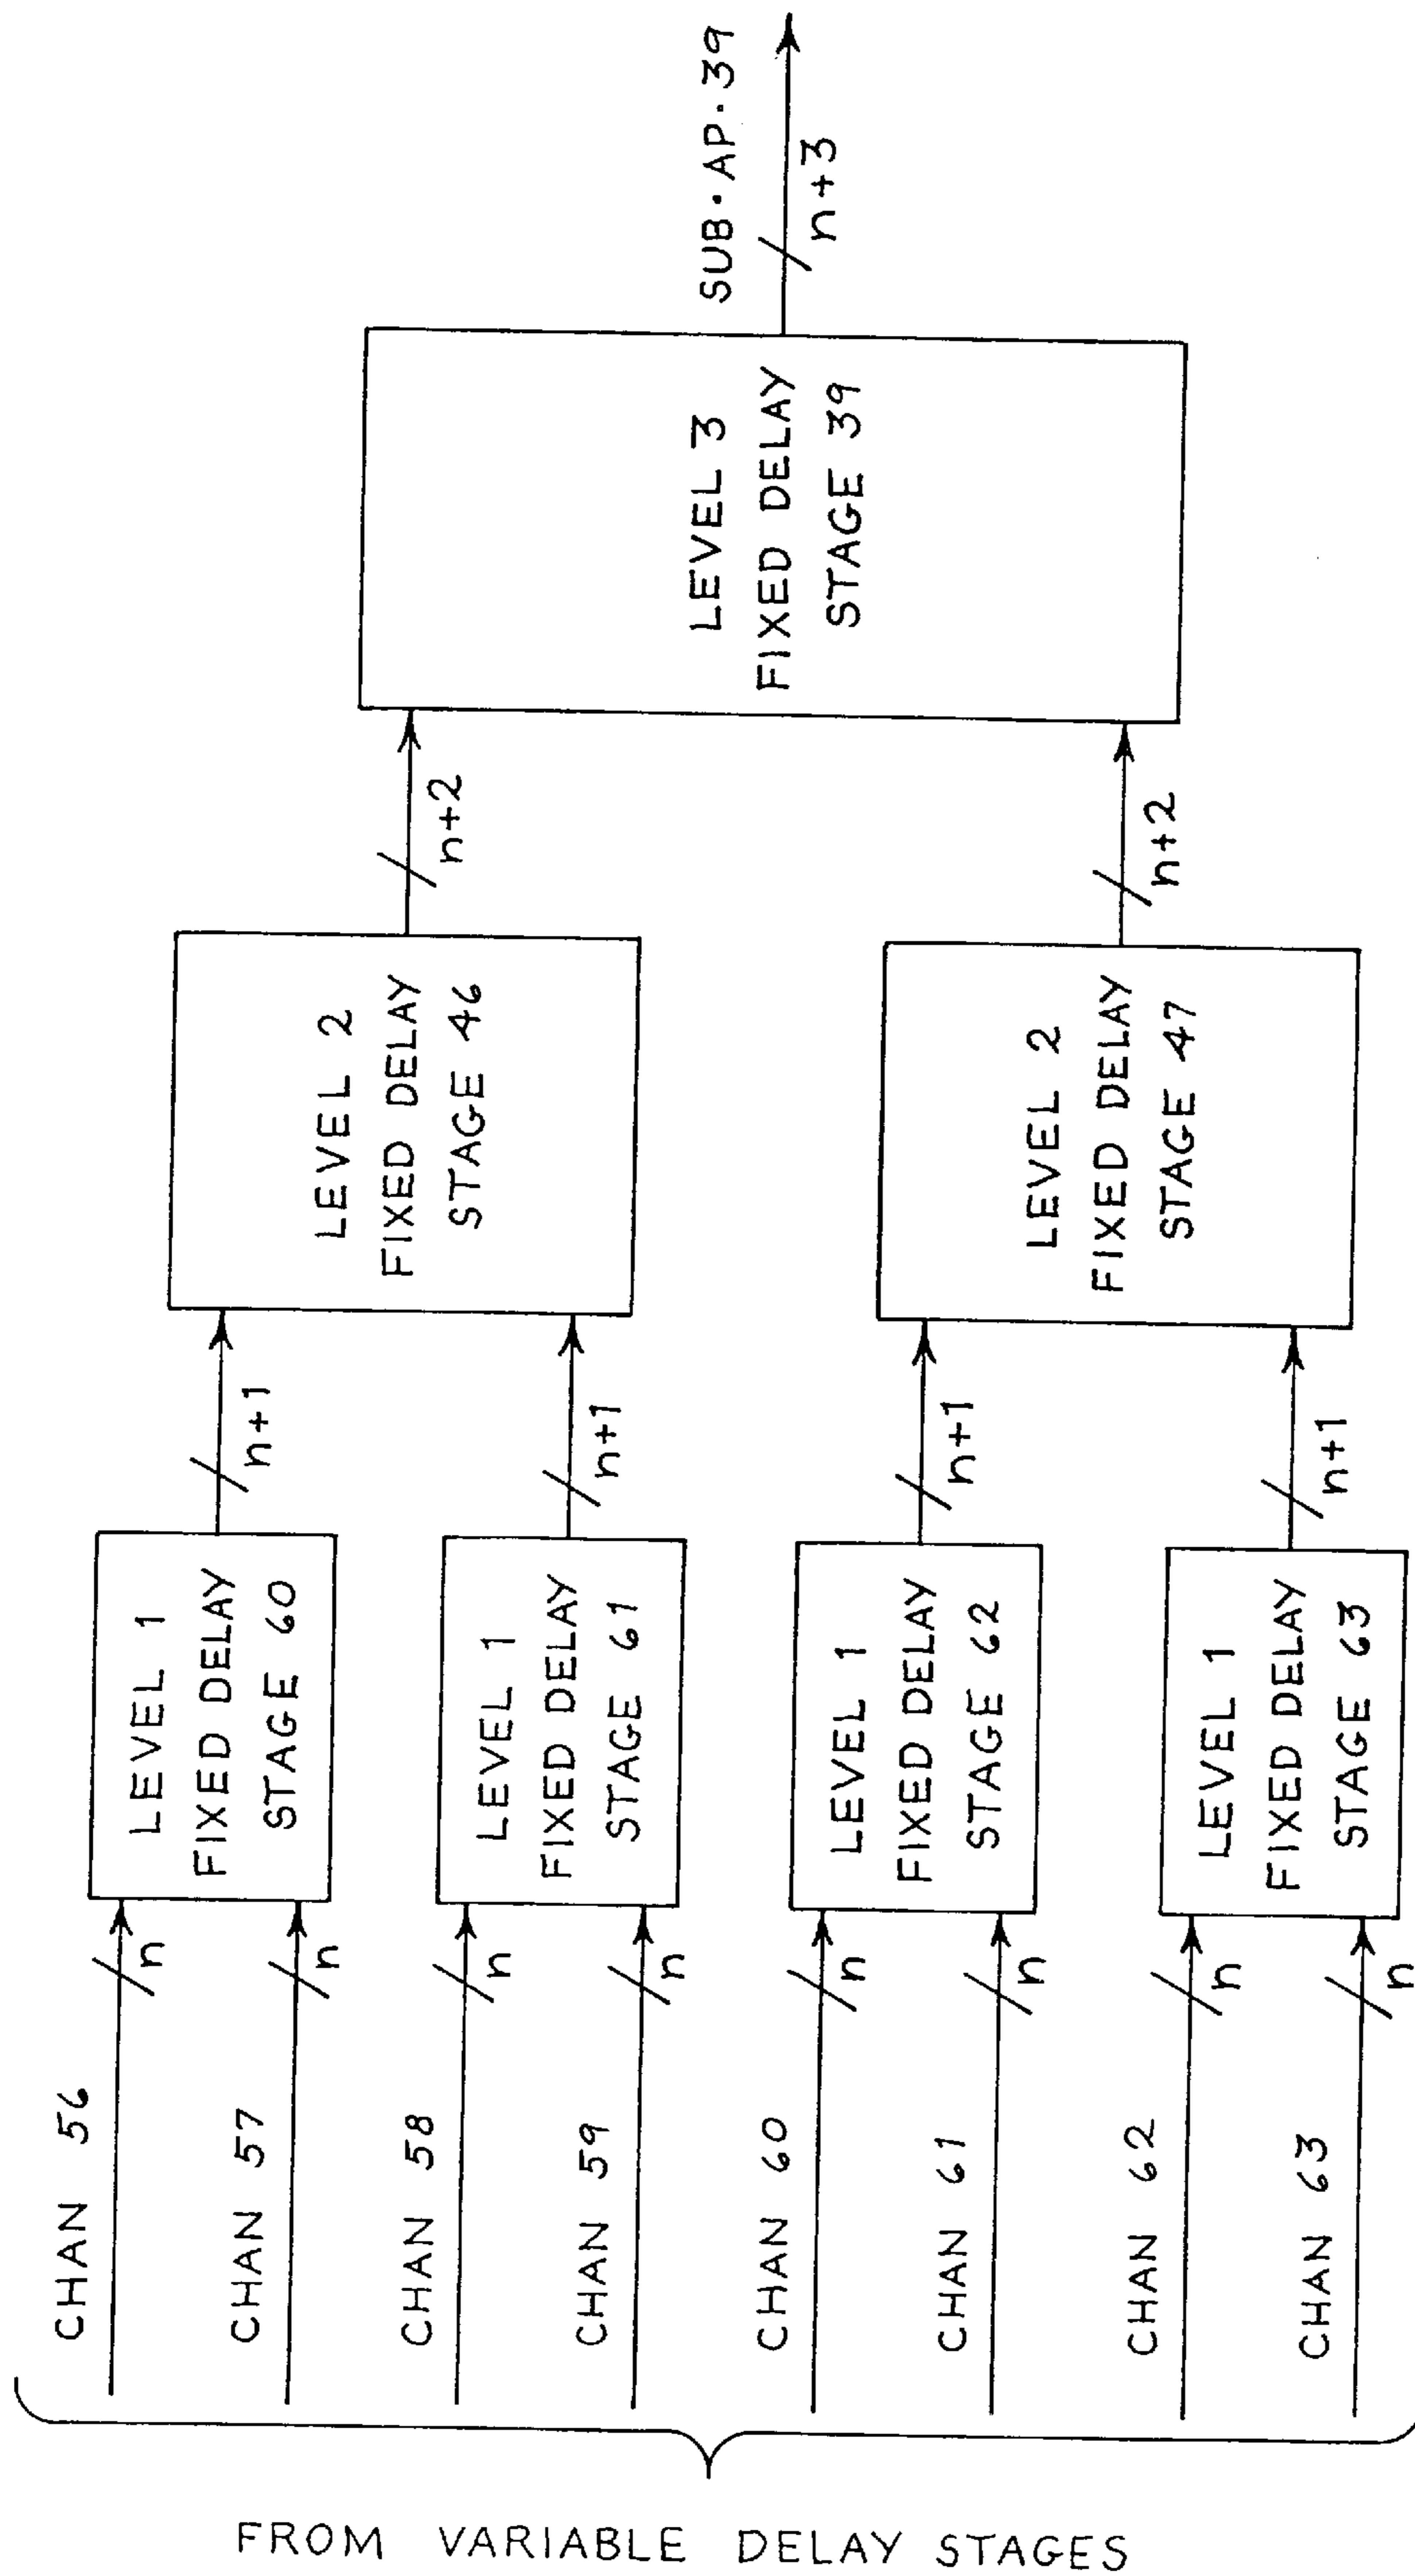 FROM VARIABLE DELAY STAGES
CHAN 56
n
CHAN 57
n
CHAN 58
n
CHAN 59
n
CHAN 60
n
CHAN 61
n
CHAN 62
n
CHAN 63
n
LEVEL 1
FIXED DELAY
STAGE 60
n+1
LEVEL 1
FIXED DELAY
STAGE 61
n+1
LEVEL 1
FIXED DELAY
STAGE 62
n+1
LEVEL 1
FIXED DELAY
STAGE 63
n+1
LEVEL 2
FIXED DELAY
STAGE 46
n+2
LEVEL 2
FIXED DELAY
STAGE 47
n+2
LEVEL 3
FIXED DELAY
STAGE 39
SUB·AP·39
n+3